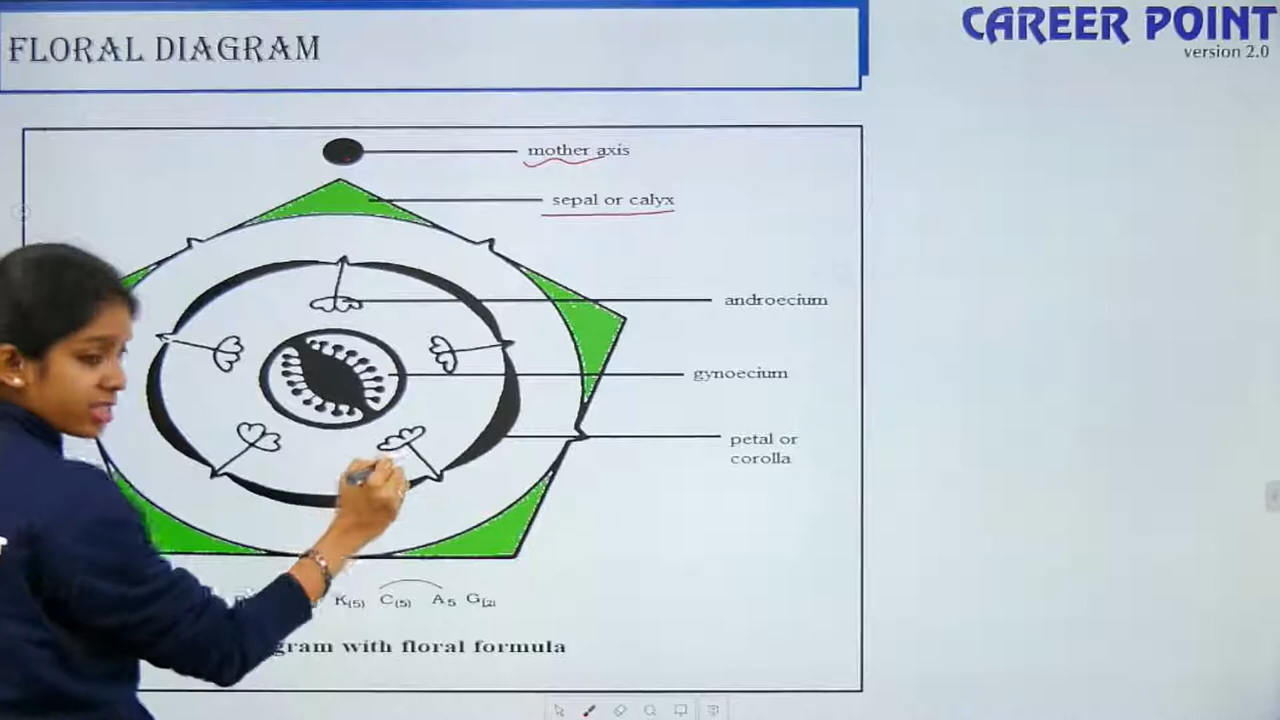 FLORAL DIAGRAM
CAREER POINT
version 2.0
mother axis
sepal or calyx
androecium
gynoecium
petal or
corolla
K(5) C(5) A5 G(2)
gram with floral formula